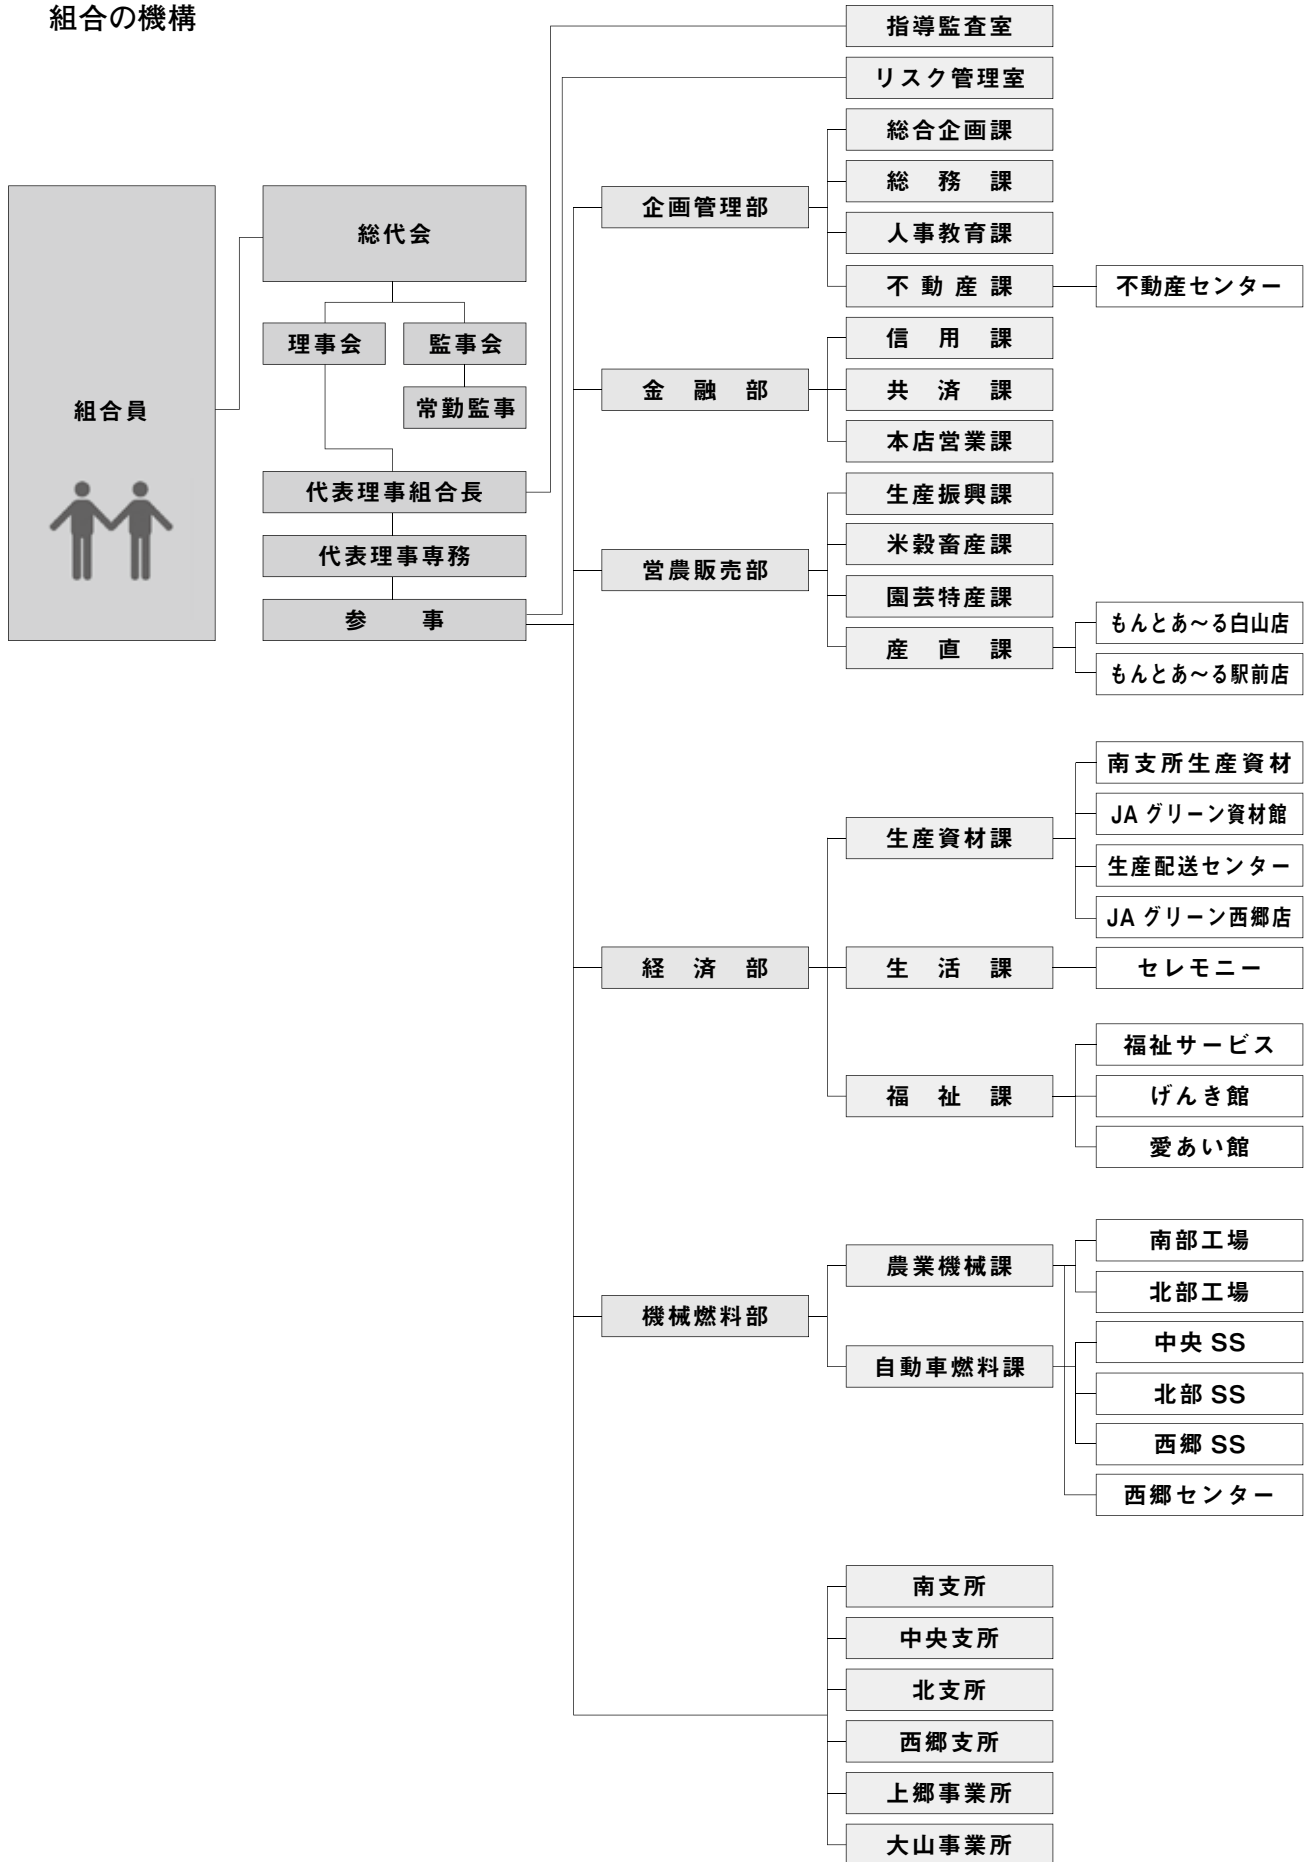 組合の機構
組合員
総代会
理事会
監事会
常勤監事
代表理事組合長
代表理事専務
参事
指導監査室
リスク管理室
企画管理部
総合企画課
総務課
人事教育課
不動産課
不動産センター
金融部
信用課
共済課
本店営業課
営農販売部
生産振興課
米穀畜産課
園芸特産課
産直課
もんとあ～る白山店
もんとあ～る駅前店
経済部
生産資材課
南支所生産資材
JAグリーン資材館
生産配送センター
JAグリーン西郷店
生活課
セレモニー
福祉課
福祉サービス
げんき館
愛あい館
機械燃料部
農業機械課
南部工場
北部工場
自動車燃料課
中央SS
北部SS
西郷SS
西郷センター
南支所
中央支所
北支所
西郷支所
上郷事業所
大山事業所